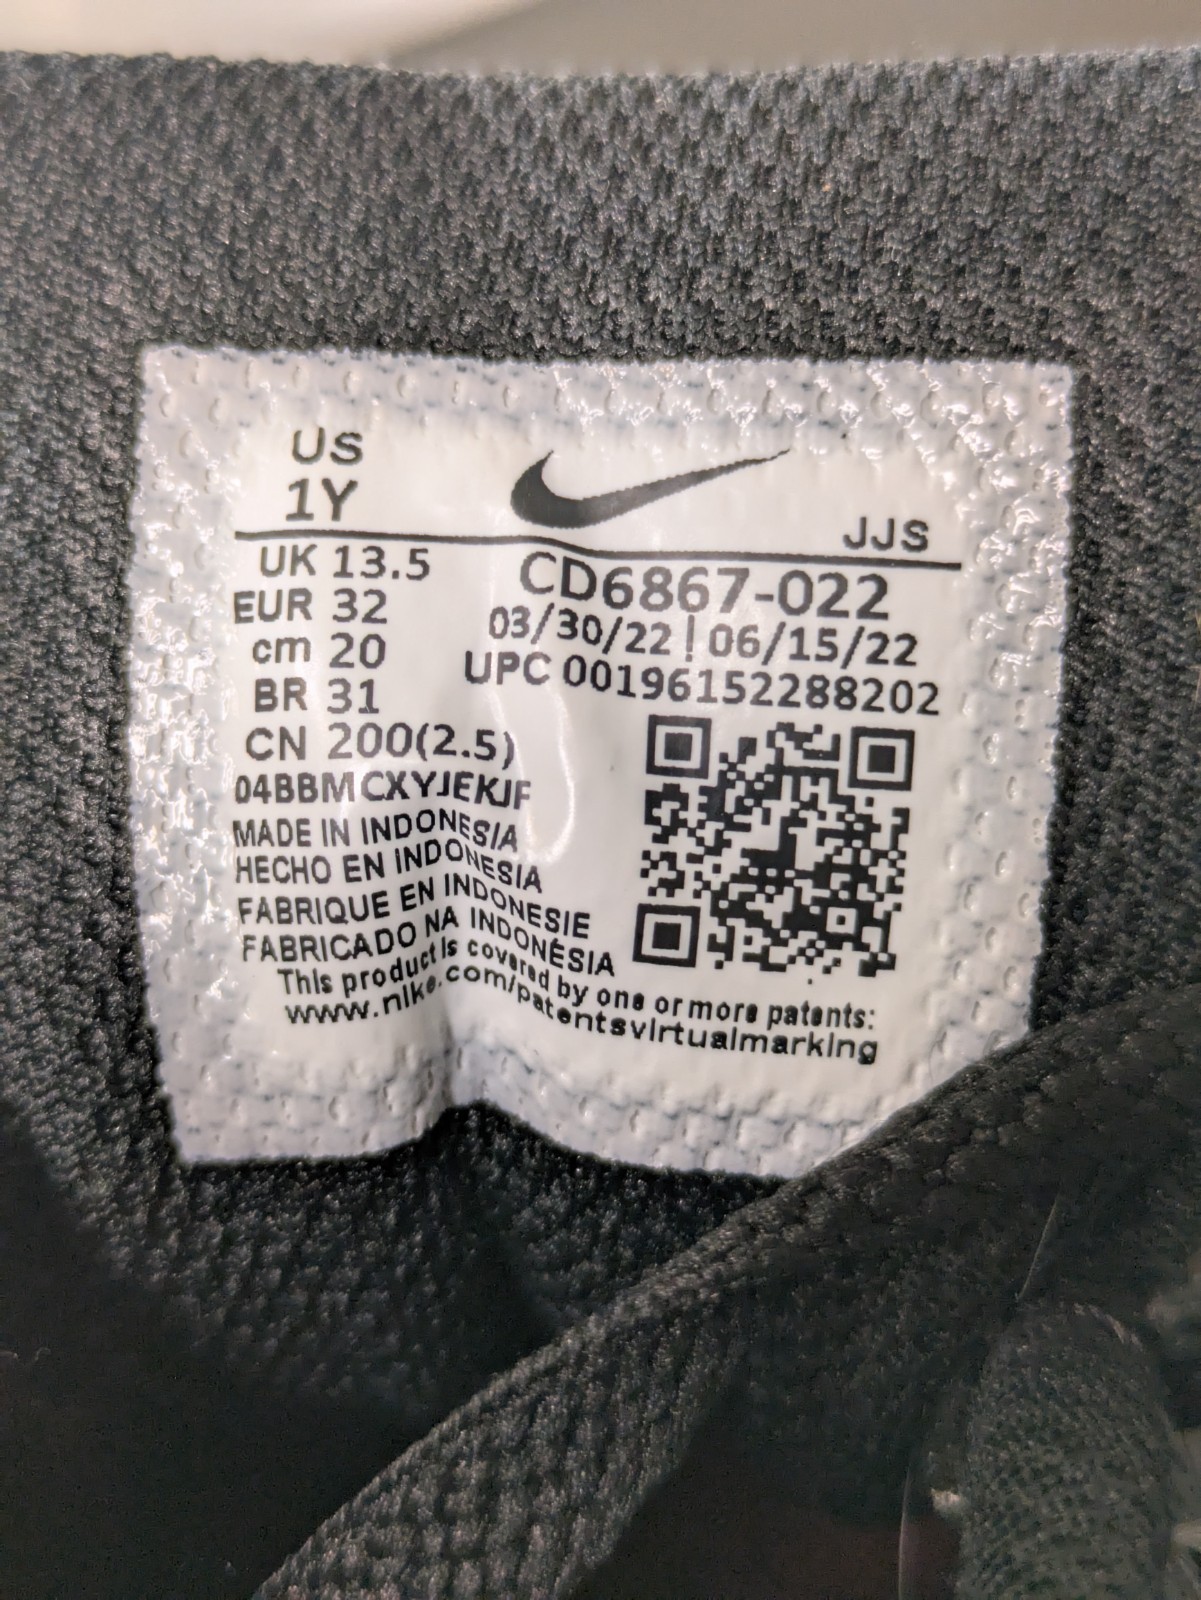 US
1Y
JJS
UK 13.5
EUR 32
cm 20
BR 31
CN 200(2.5)
CD6867-022
03/30/22 | 06/15/22
UPC 00196152288202
04BBMCXYJEKJF
MADE IN INDONESIA
HECHO EN INDONESIA
FABRIQUE EN INDONESIE
FABRICADO NA INDONÉSIA
This product is covered by one or more patents:
www.nike.com/patentsvirtualmarking